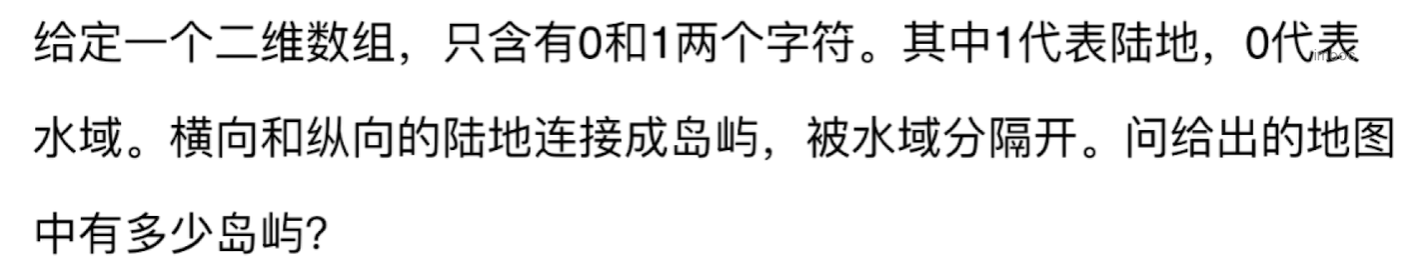 给定一个二维数组，只含有0和1两个字符。其中1代表陆地，0代表
水域。横向和纵向的陆地连接成岛屿，被水域分隔开。问给出的地图
中有多少岛屿？